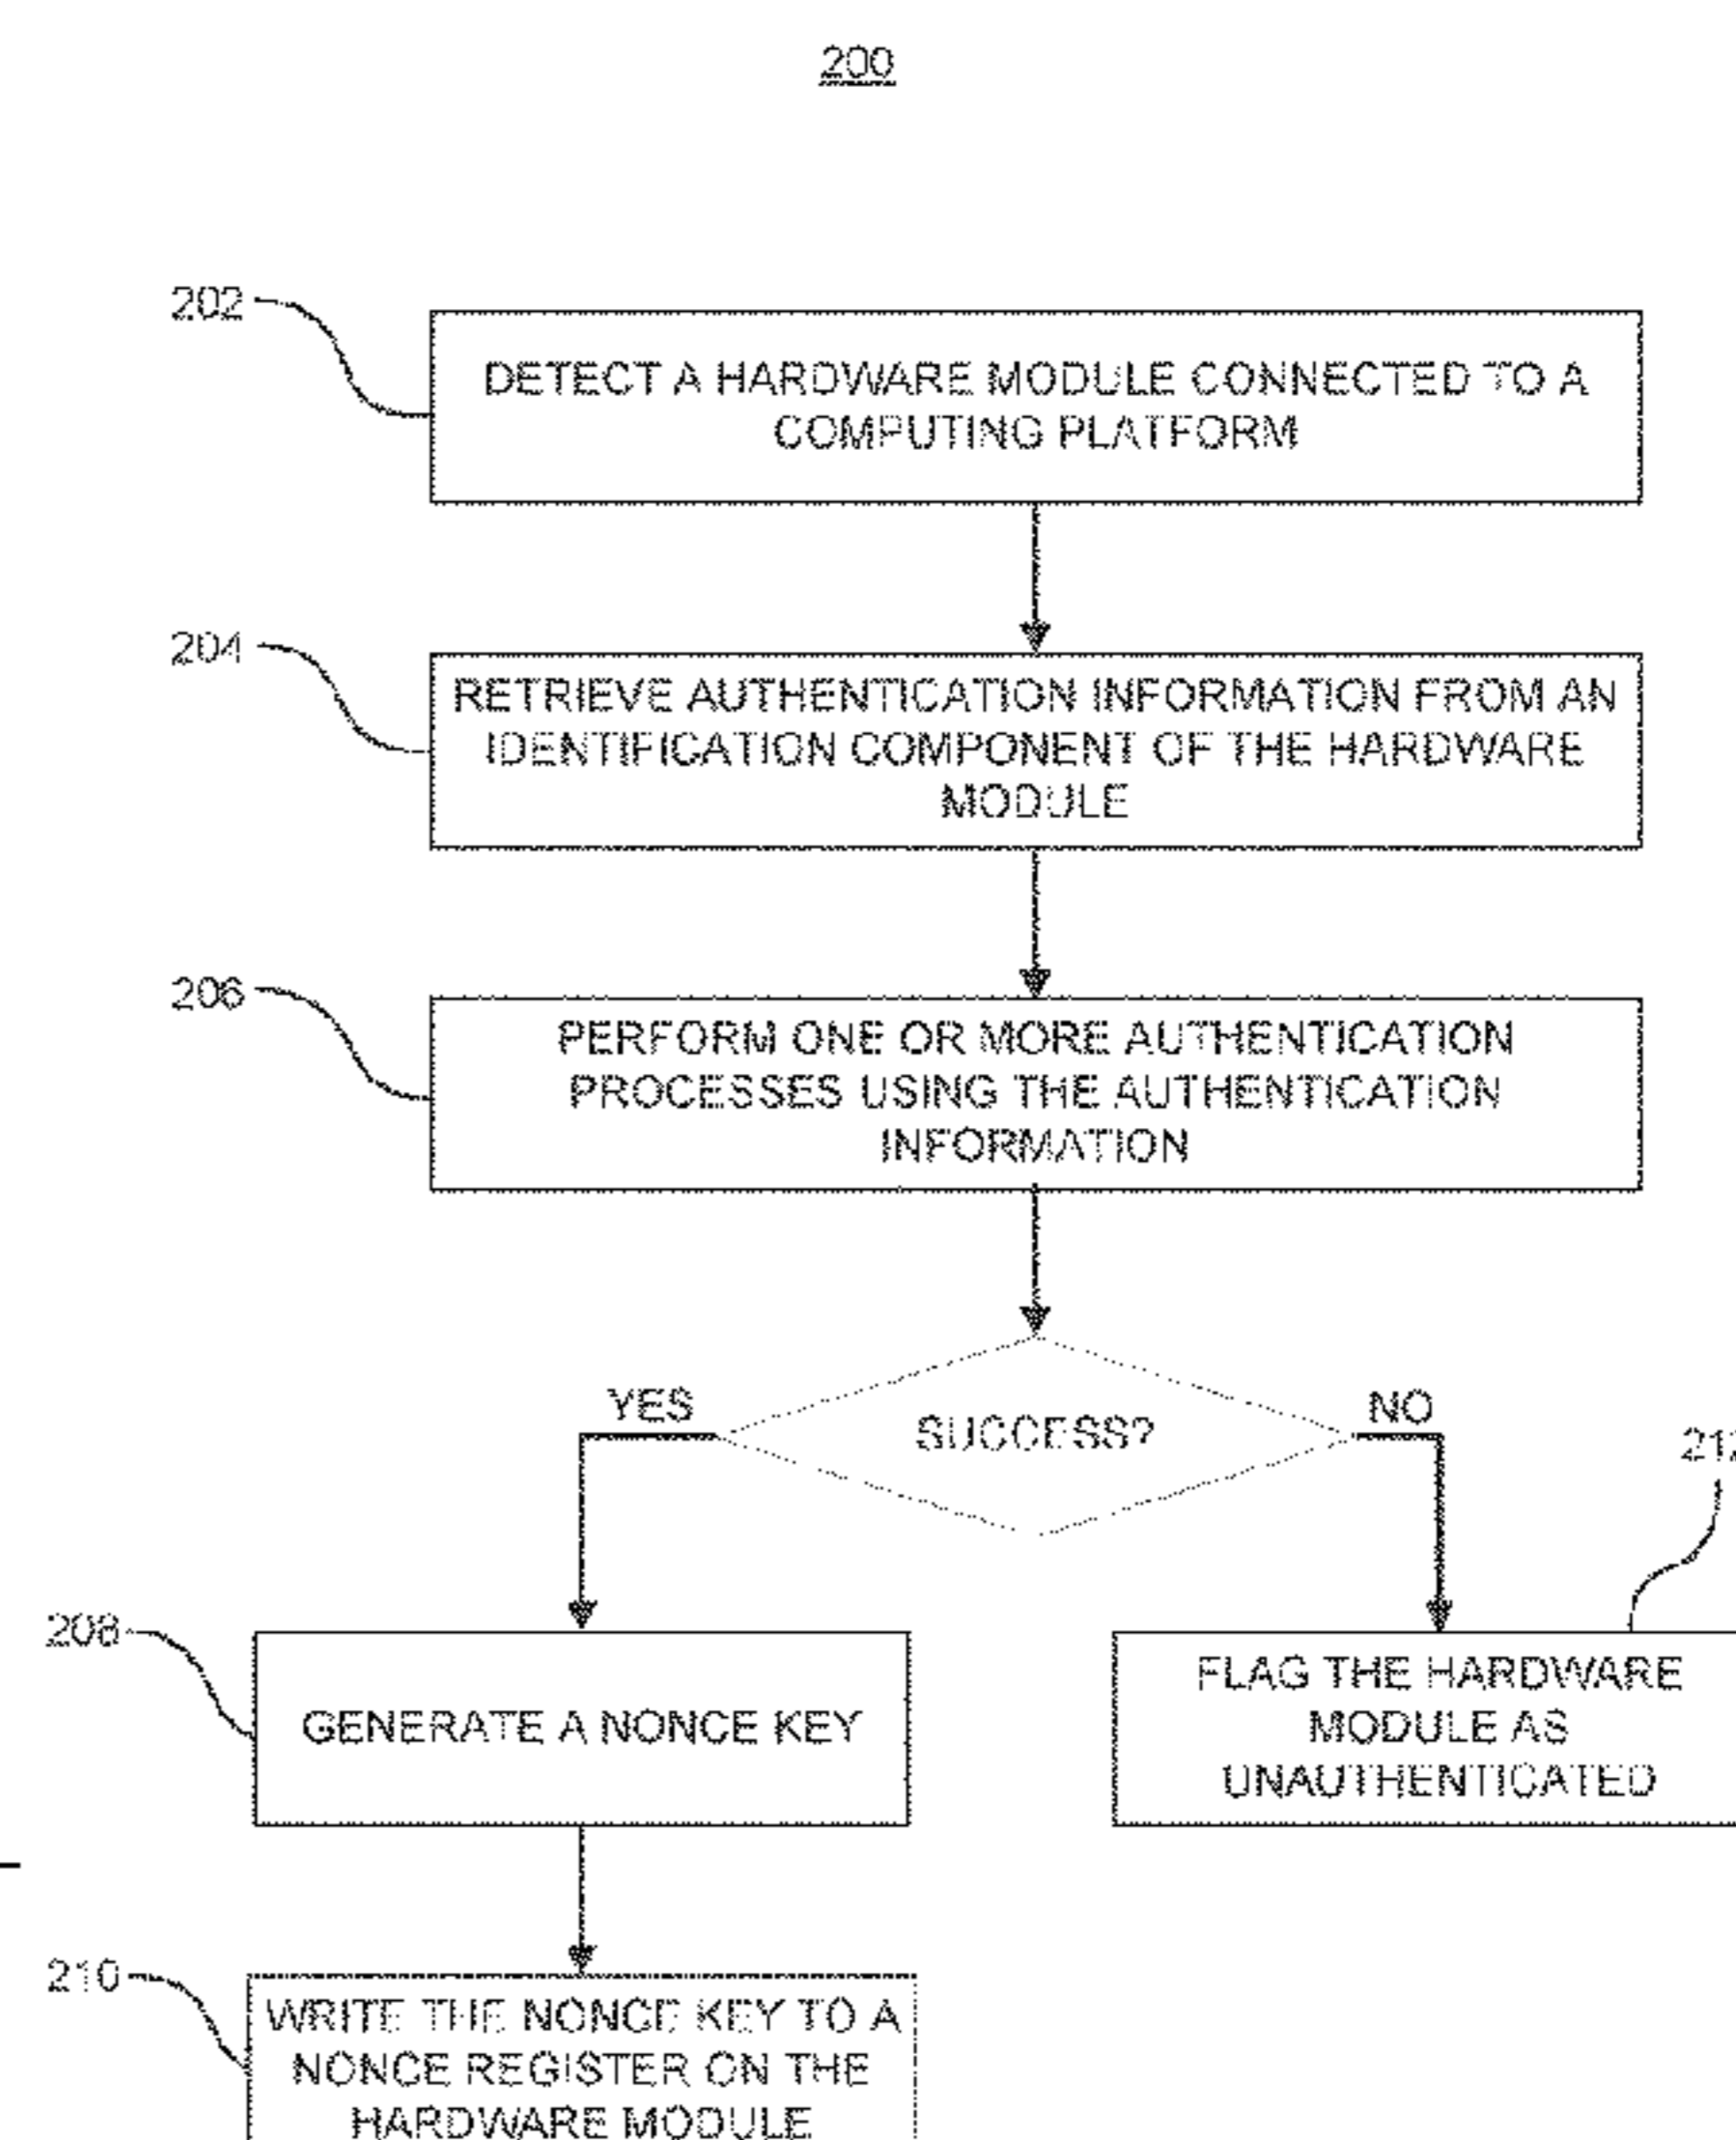 200
202
DETECT A HARDWARE MODULE CONNECTED TO A
COMPUTING PLATFORM
204
RETRIEVE AUTHENTICATION INFORMATION FROM AN
IDENTIFICATION COMPONENT OF THE HARDWARE
MODULE
206
PERFORM ONE OR MORE AUTHENTICATION
PROCESSES USING THE AUTHENTICATION
INFORMATION
YES
SUCCESS?
NO
208
GENERATE A NONCE KEY
FLAG THE HARDWARE
MODULE AS
UNAUTHENTICATED
210
WRITE THE NONCE KEY TO A
NONCE REGISTER ON THE
HARDWARE MODULE